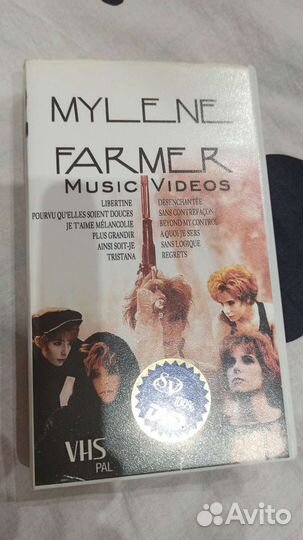 MYLENE
FARMER
MUSIC VIDEOS
LIBERTINE
POURVU QU'ELLES SOIENT DOUCES
JE T'AIME MÉLANCOLIE
PLUS GRANDIR
AINSI SOIT-JE
TRISTANA
DÉSENCHANTÉE
SANS CONTREFAÇON
BEYOND MY CONTROL
A QUOI JE SERS
SANS LOGIQUE
REGRETS
100%
VHS
PAL
Avito